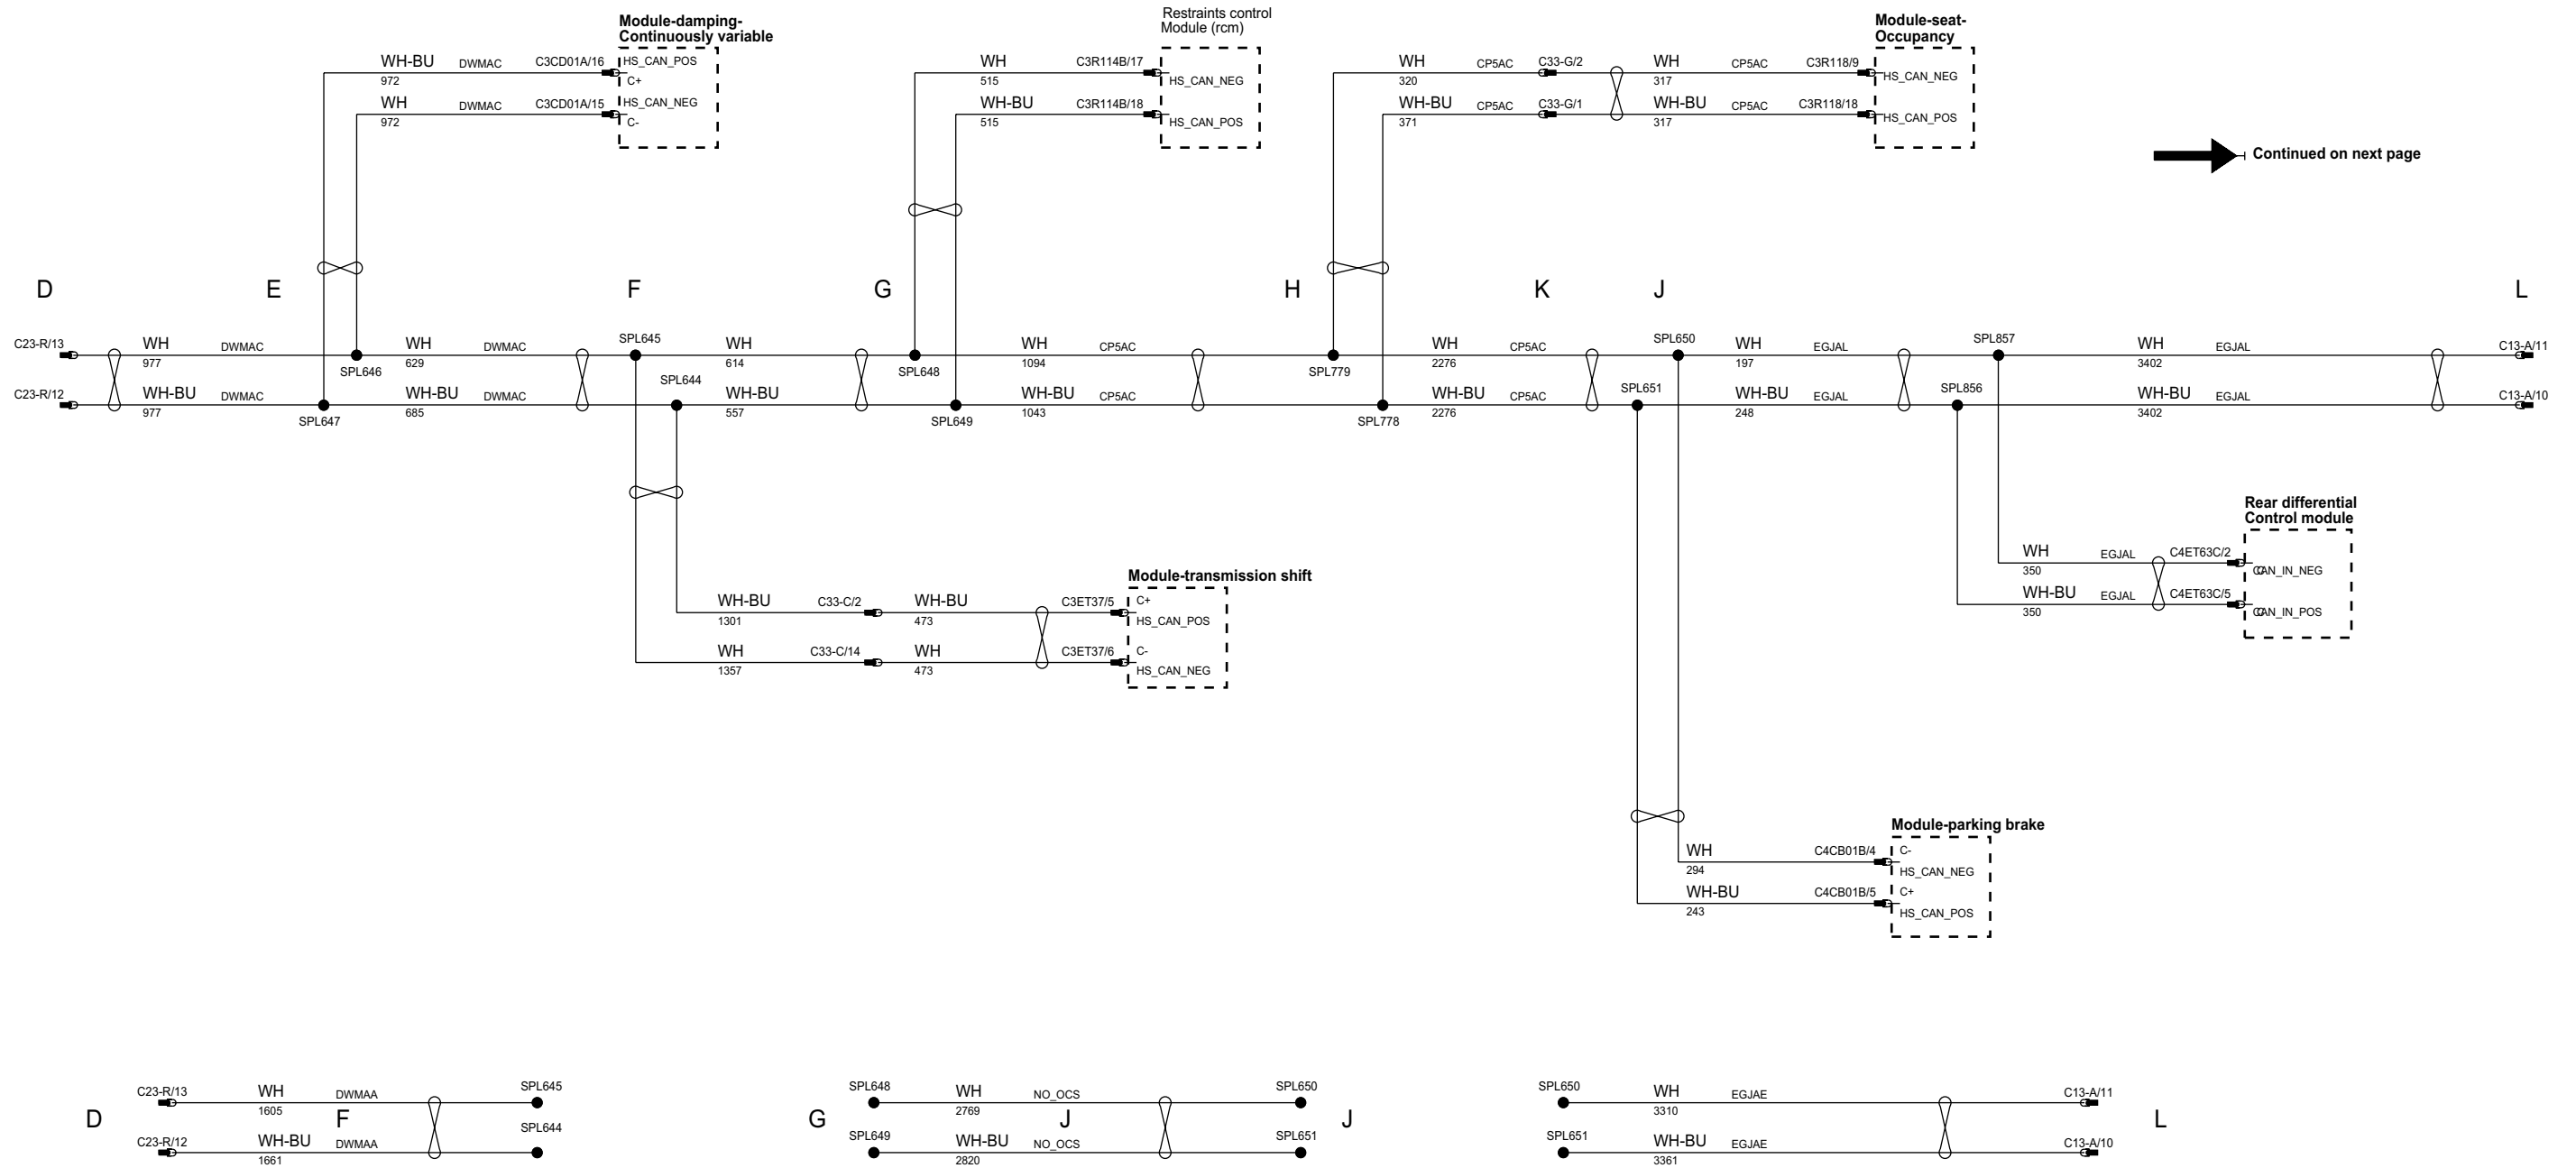 Module-damping-
Continuously variable
WH-BU DWMAC C3CD01A/16 HS_CAN_POS
972 C+
WH DWMAC C3CD01A/15 HS_CAN_NEG
972 C-
Restraints control
Module (rcm)
WH C3R114B/17
515 HS_CAN_NEG
WH-BU C3R114B/18
515 HS_CAN_POS
Module-seat-
Occupancy
WH CP5AC C33-G/2 WH CP5AC C3R118/9
320 317 HS_CAN_NEG
WH-BU CP5AC C33-G/1 WH-BU CP5AC C3R118/18
371 317 HS_CAN_POS
Continued on next page
D E F G H K J L
C23-R/13 WH DWMAC WH DWMAC SPL645 WH WH CP5AC WH CP5AC SPL650 WH EGJAL SPL857 WH EGJAL C13-A/11
977 SPL646 629 614 SPL648 1094 SPL779 2276 197 3402
C23-R/12 WH-BU DWMAC WH-BU DWMAC SPL644 WH-BU WH-BU CP5AC WH-BU CP5AC SPL651 WH-BU EGJAL SPL856 WH-BU EGJAL C13-A/10
977 SPL647 685 557 SPL649 1043 SPL778 2276 248 3402
Rear differential
Control module
WH EGJAL C4ET63C/2
350 CAN_IN_NEG
WH-BU EGJAL C4ET63C/5
350 CAN_IN_POS
Module-transmission shift
WH-BU C33-C/2 WH-BU C3ET37/5 C+
1301 473 HS_CAN_POS
WH C33-C/14 WH C3ET37/6 C-
1357 473 HS_CAN_NEG
Module-parking brake
WH C4CB01B/4 C-
294 HS_CAN_NEG
WH-BU C4CB01B/5 C+
243 HS_CAN_POS
C23-R/13 WH DWMAA SPL645
1605
D F
C23-R/12 WH-BU DWMAA SPL644
1661
SPL648 WH NO_OCS SPL650
2769
G J J
SPL649 WH-BU NO_OCS SPL651
2820
SPL650 WH EGJAE C13-A/11
3310
L
SPL651 WH-BU EGJAE C13-A/10
3361